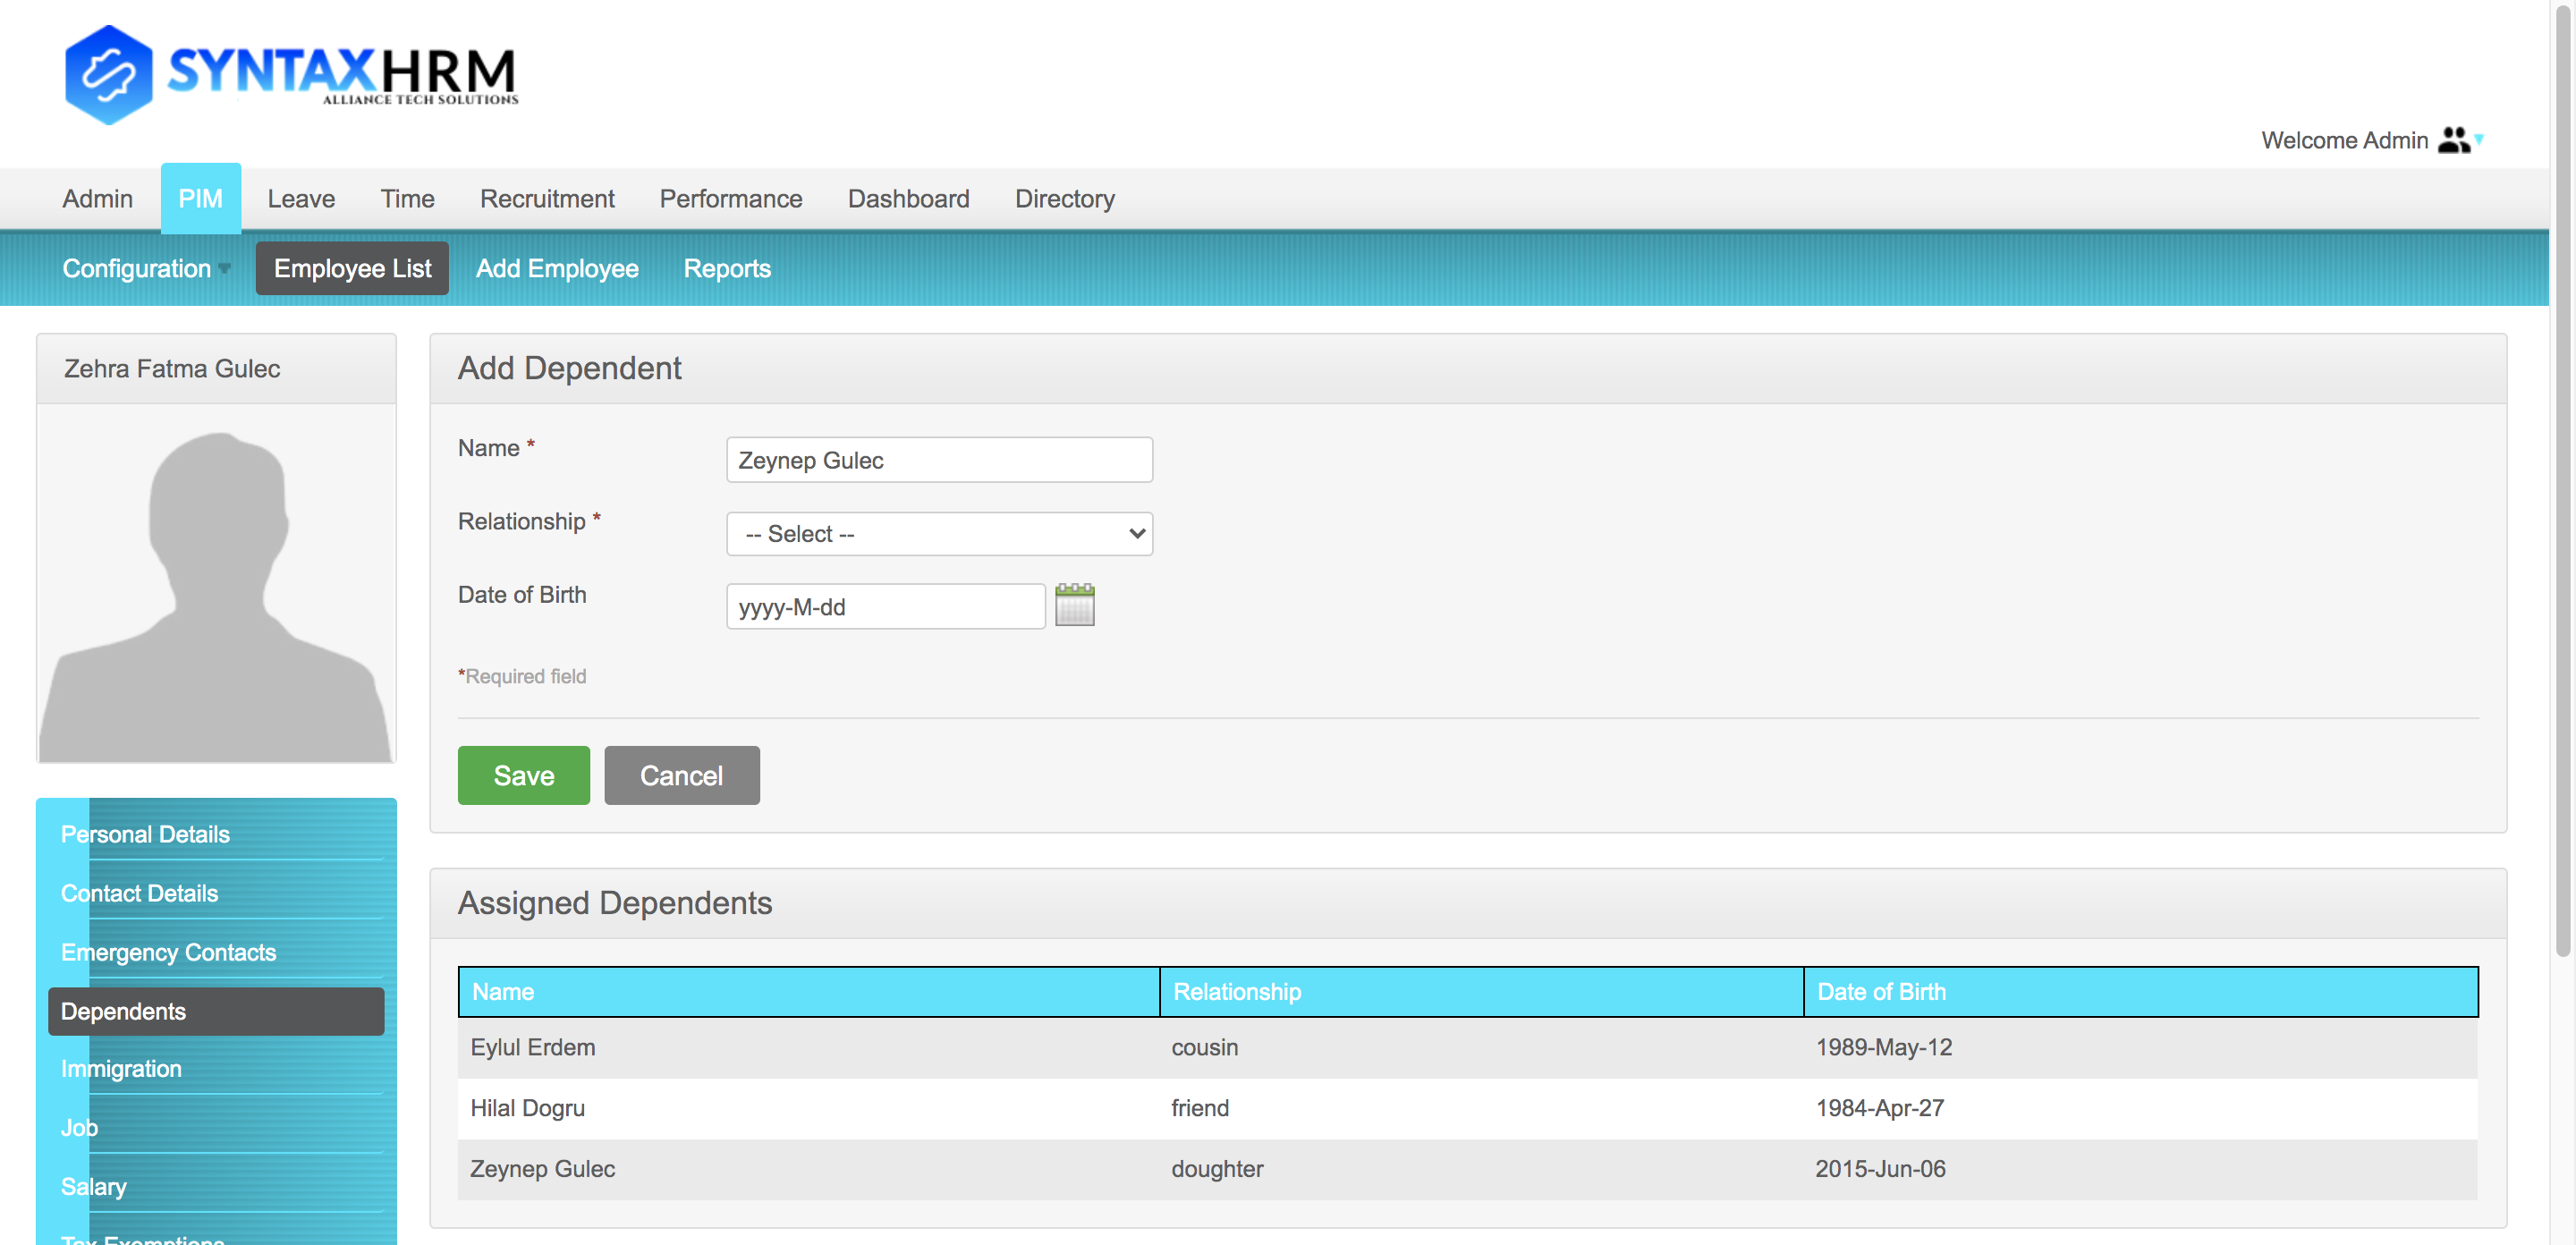 SYNTAXHRM
ALLIANCE TECH SOLUTIONS
Welcome Admin
Admin PIM Leave Time Recruitment Performance Dashboard Directory
Configuration Employee List Add Employee Reports
Zehra Fatma Gulec
Add Dependent
Name * Zeynep Gulec
Relationship * -- Select --
Date of Birth yyyy-M-dd
*Required field
Save Cancel
Personal Details
Contact Details
Emergency Contacts
Dependents
Immigration
Job
Salary
Tax Exemptions
Assigned Dependents
Name Relationship Date of Birth
Eylul Erdem cousin 1989-May-12
Hilal Dogru friend 1984-Apr-27
Zeynep Gulec doughter 2015-Jun-06